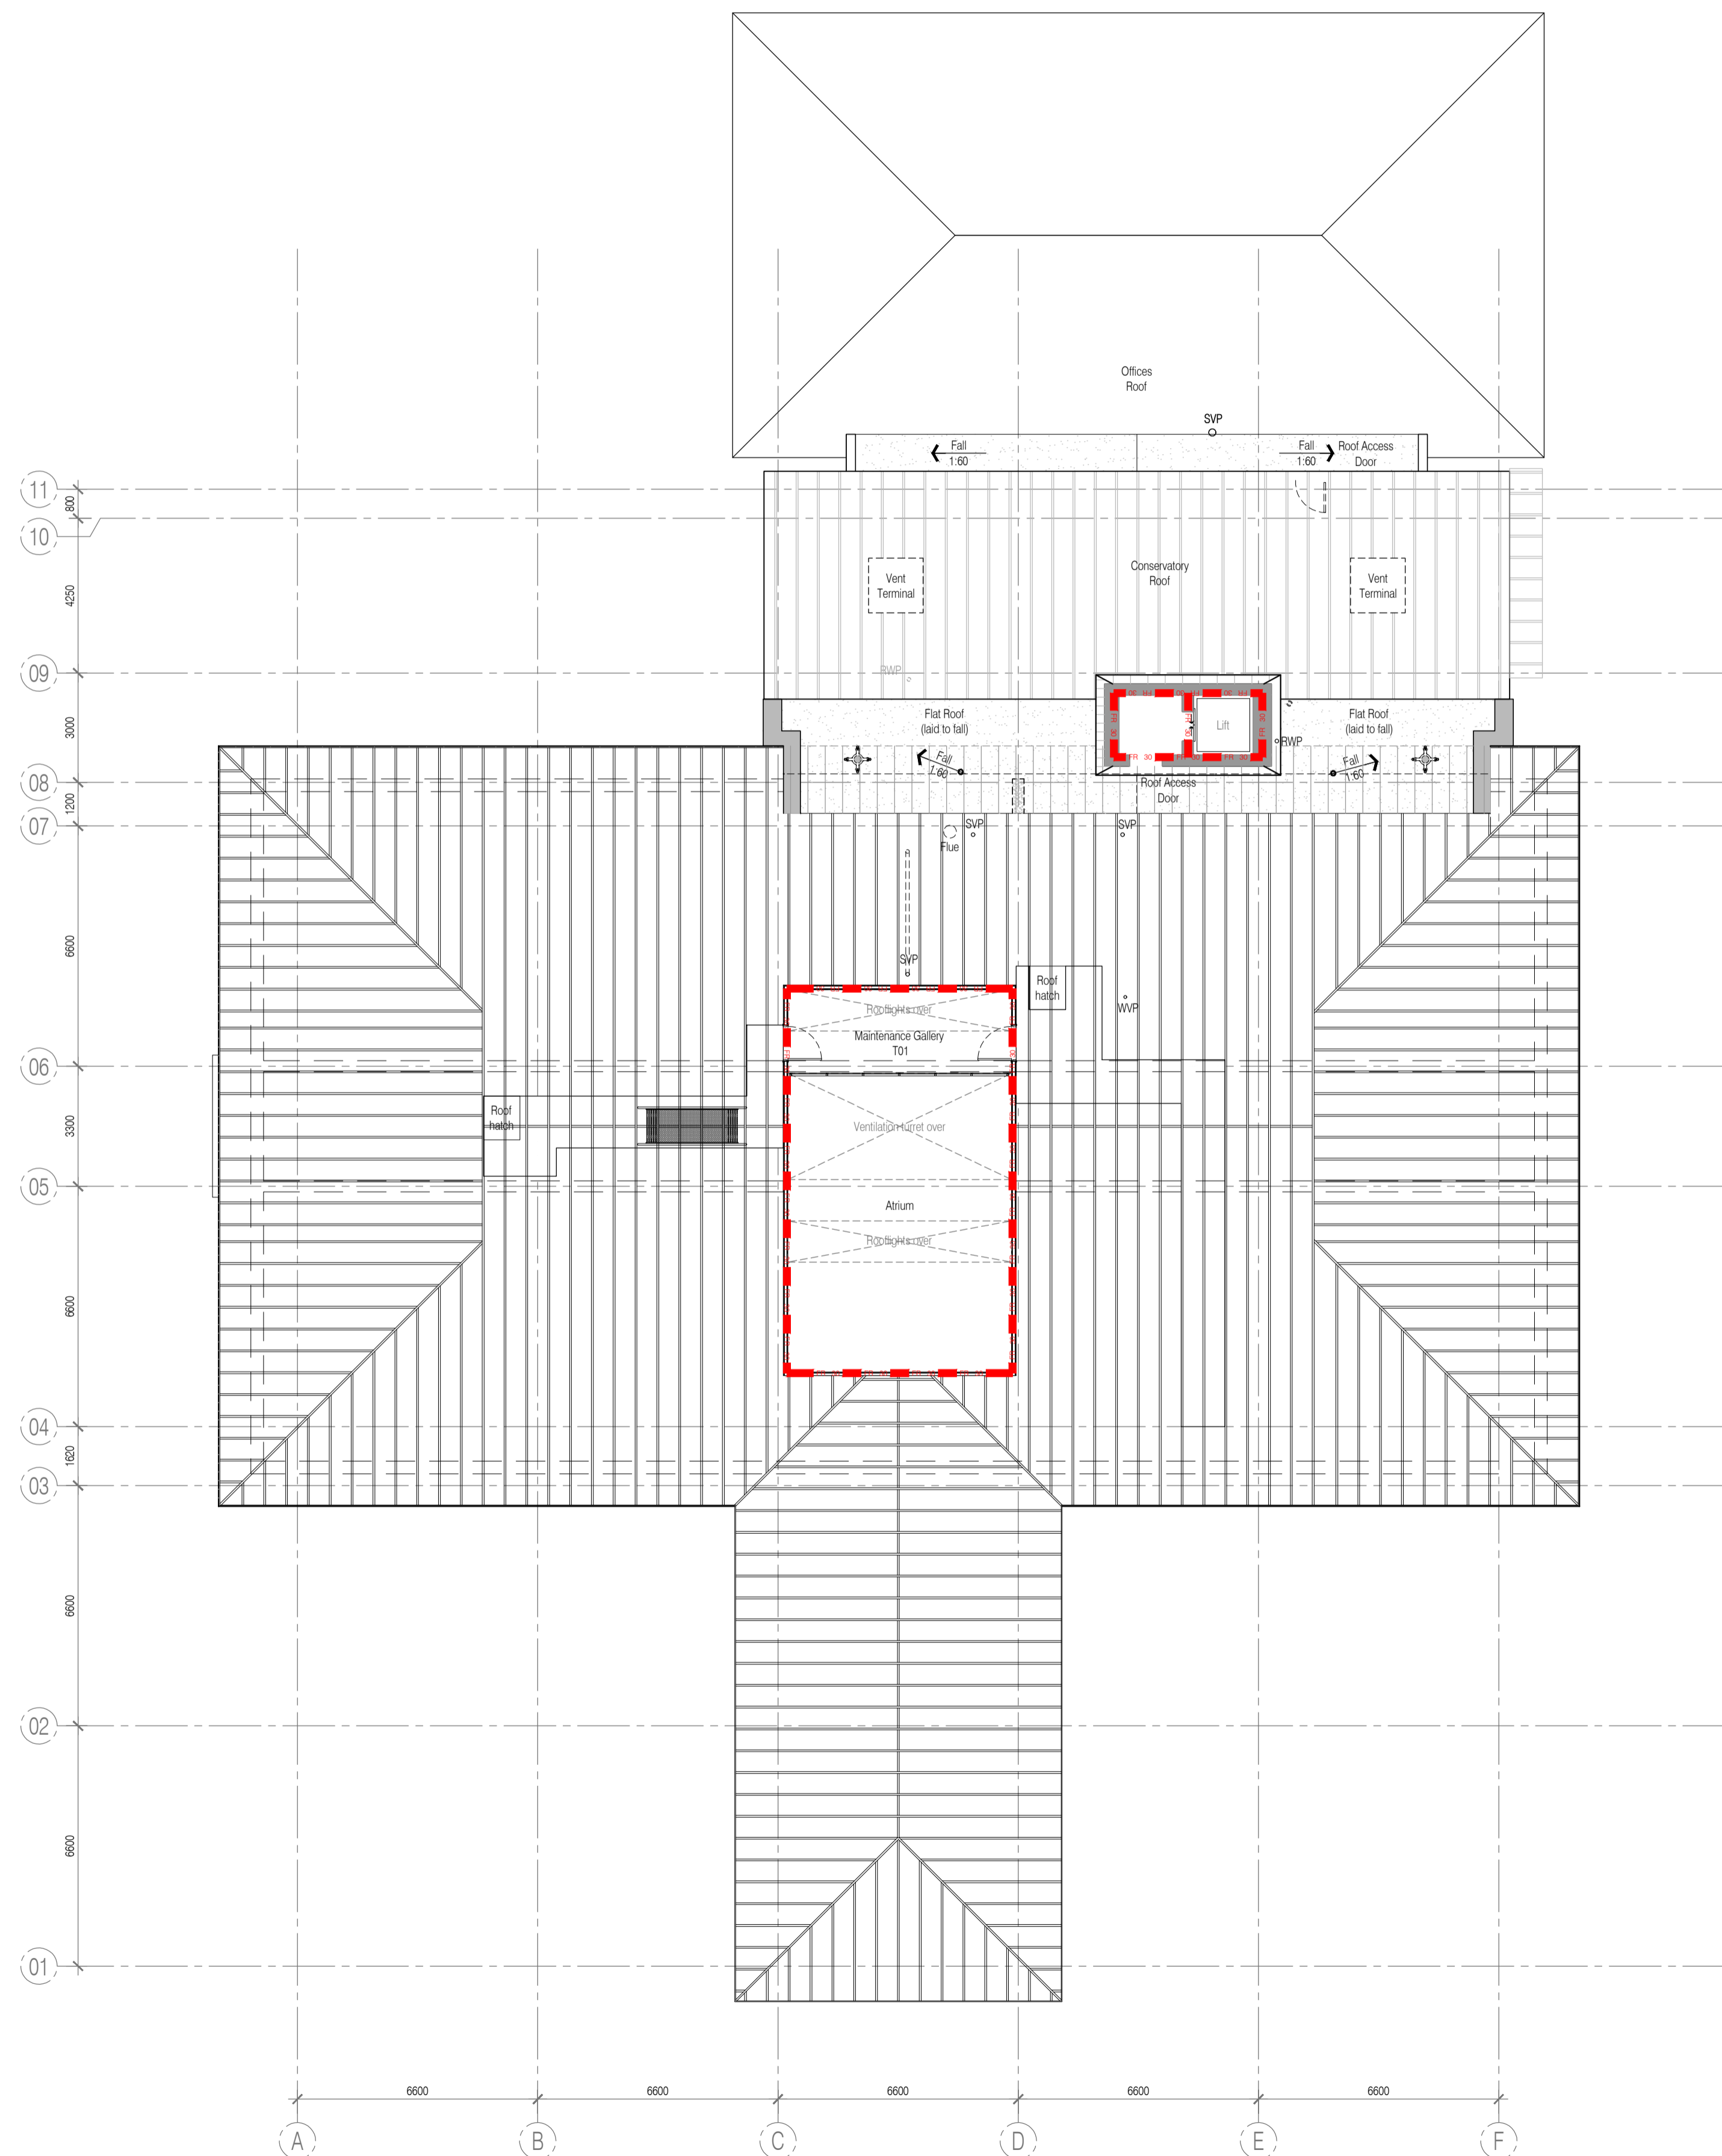 Offices
Roof
SVP
Fall
1:60
Fall
1:60
Roof Access
Door
11
800
10
Conservatory
Roof
Vent
Terminal
Vent
Terminal
4250
09
RWP
3000
Flat Roof
(laid to fall)
Flat Roof
(laid to fall)
Lift
RWP
FR 30
Fall
1:60
Fall
1:60
08
Roof Access
Door
1200
07
SVP
SVP
Flue
6600
SVP
Roof
hatch
WVP
Rooflights over
Maintenance Gallery
T01
06
Roof
hatch
3300
Ventilation turret over
05
Atrium
Rooflights over
6600
04
1620
03
6600
02
6600
01
6600
6600
6600
6600
6600
A
B
C
D
E
F